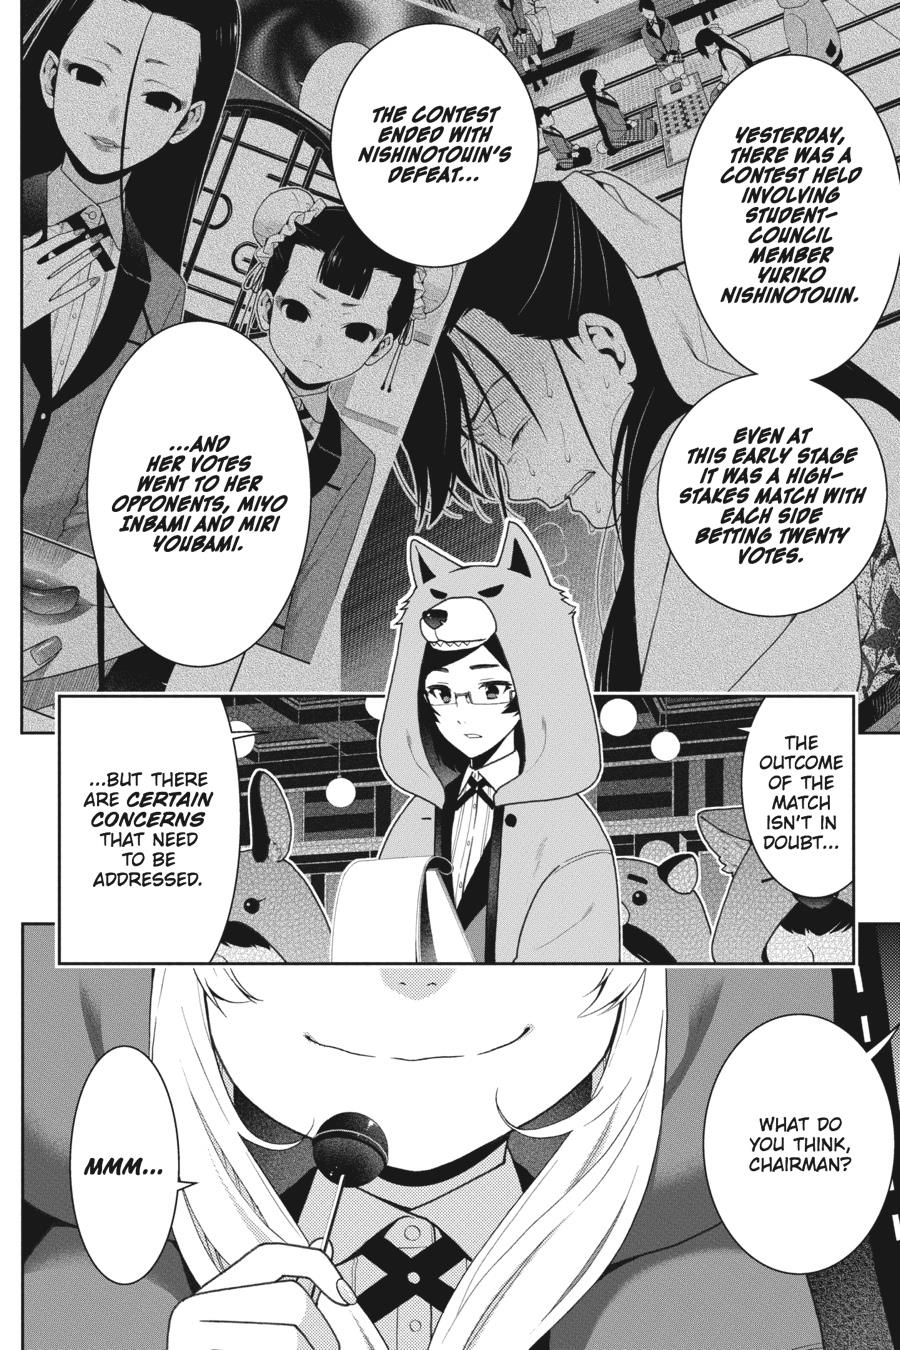 YESTERDAY,
THERE WAS A
CONTEST HELD
INVOLVING
STUDENT-
COUNCIL
MEMBER
YURIKO
NISHINOTOUIN.
EVEN AT
THIS EARLY STAGE
IT WAS A HIGH-
STAKES MATCH WITH
EACH SIDE
BETTING TWENTY
VOTES.
THE CONTEST
ENDED WITH
NISHINOTOUIN'S
DEFEAT...
...AND
HER VOTES
WENT TO HER
OPPONENTS, MIYO
INBAMI AND MIRI
YOUBAMI.
THE
OUTCOME
OF THE
MATCH
ISN'T IN
DOUBT...
...BUT THERE
ARE CERTAIN
CONCERNS
THAT NEED
TO BE
ADDRESSED.
WHAT DO
YOU THINK,
CHAIRMAN?
MMM...